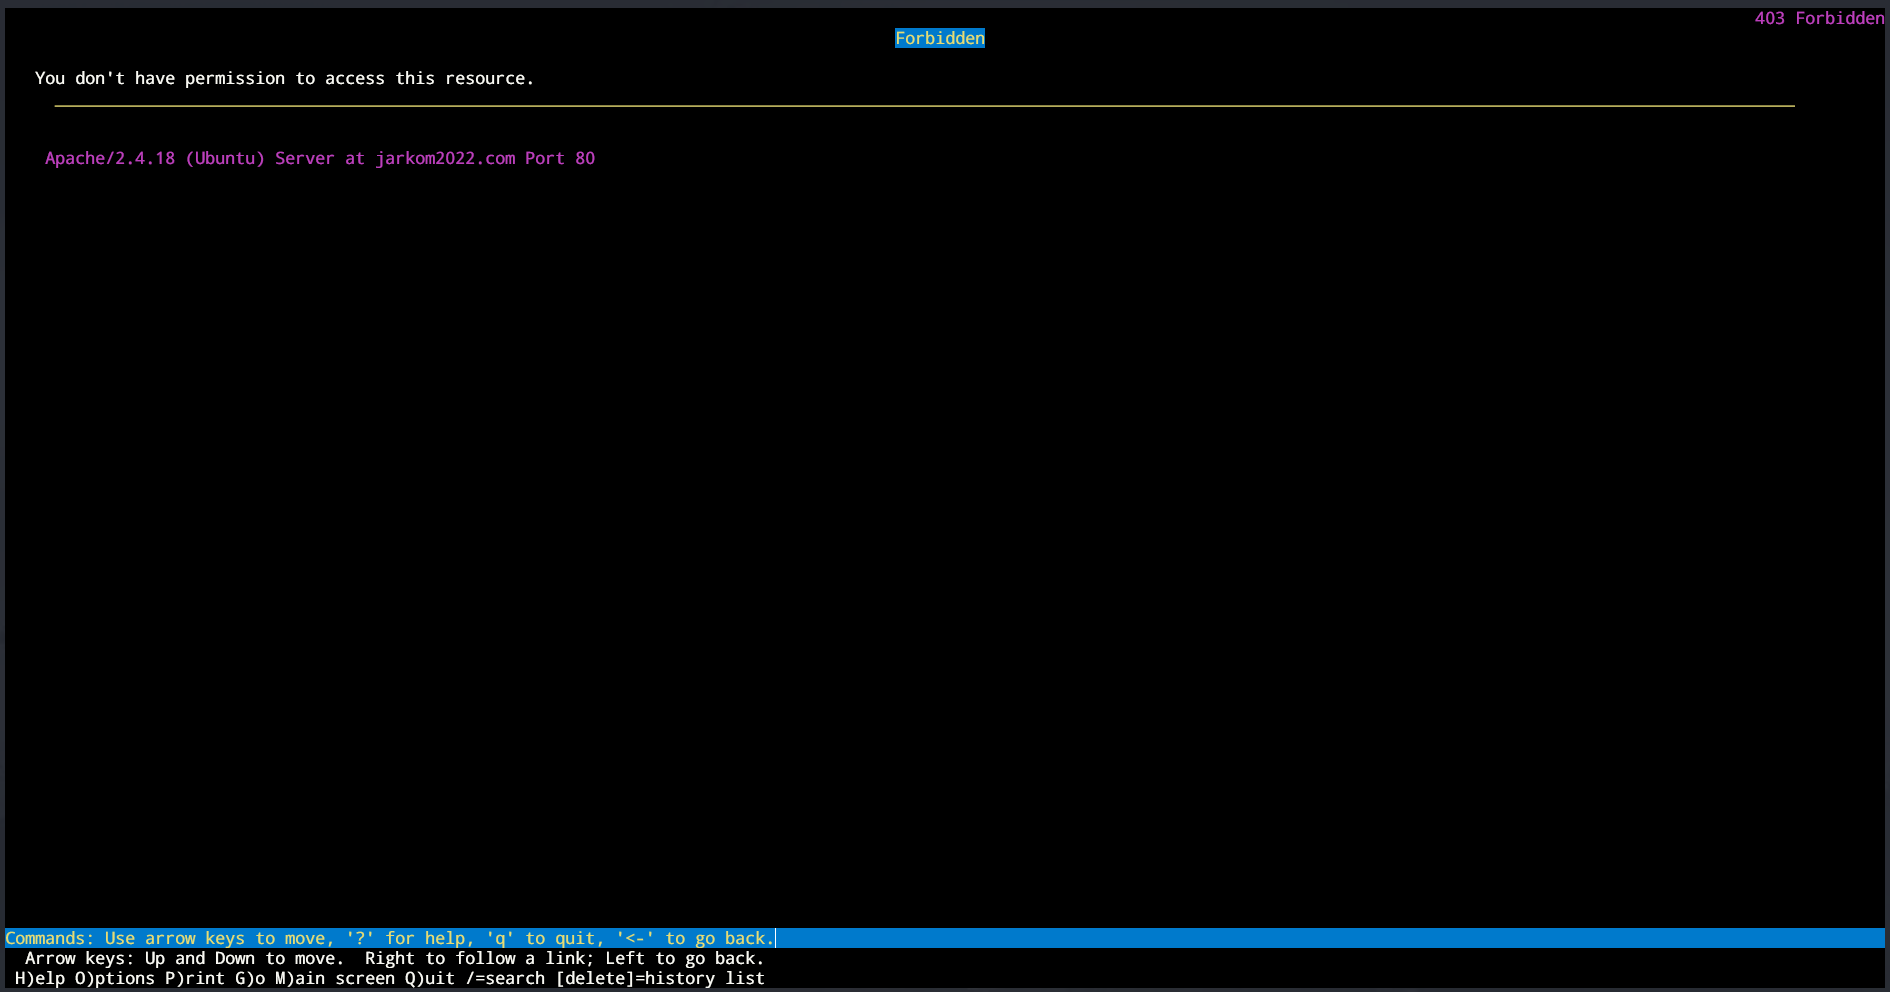 403 Forbidden
Forbidden
You don't have permission to access this resource.
Apache/2.4.18 (Ubuntu) Server at jarkom2022.com Port 80
Commands: Use arrow keys to move, '?' for help, 'q' to quit, '<-' to go back.
Arrow keys: Up and Down to move.  Right to follow a link; Left to go back.
H)elp O)ptions P)rint G)o M)ain screen Q)uit /=search [delete]=history list